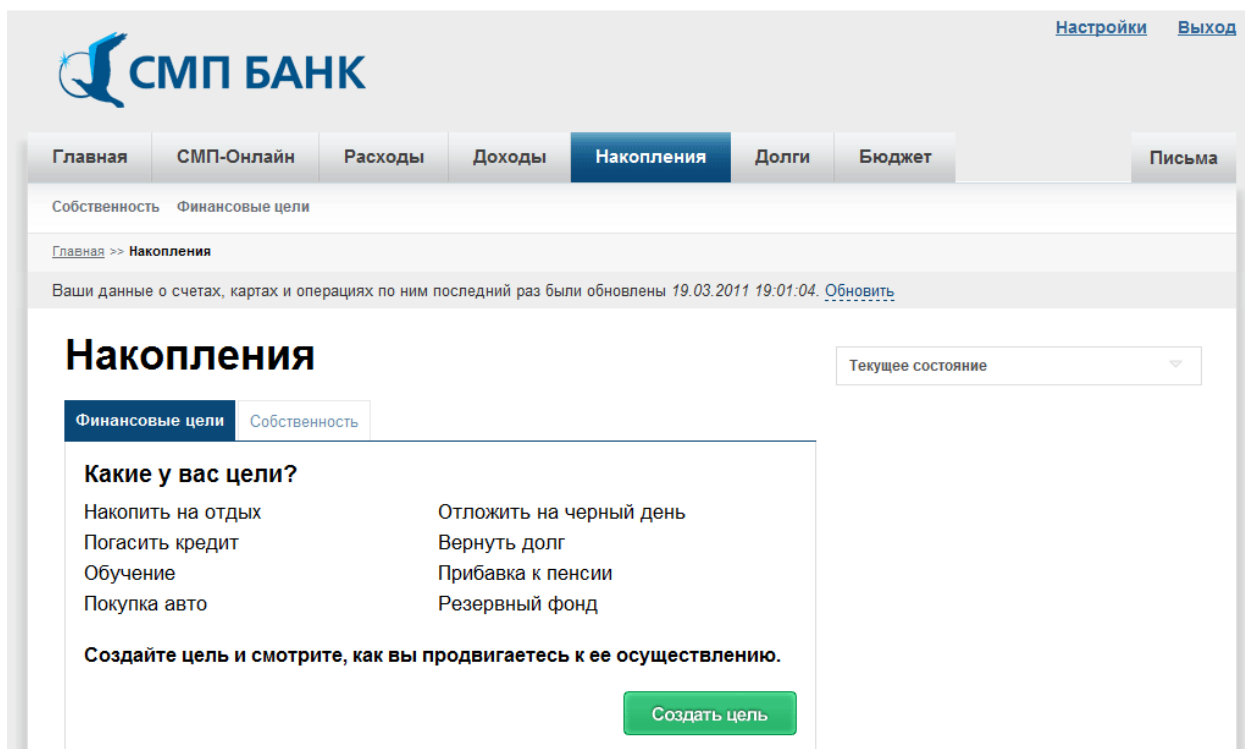 Настройки Выход
СМП БАНК
Главная СМП-Онлайн Расходы Доходы Накопления Долги Бюджет Письма
Собственность Финансовые цели
Главная >> Накопления
Ваши данные о счетах, картах и операциях по ним последний раз были обновлены 19.03.2011 19:01:04. Обновить
Накопления
Текущее состояние
Финансовые цели Собственность
Какие у вас цели?
Накопить на отдых Отложить на черный день
Погасить кредит Вернуть долг
Обучение Прибавка к пенсии
Покупка авто Резервный фонд
Создайте цель и смотрите, как вы продвигаетесь к ее осуществлению.
Создать цель